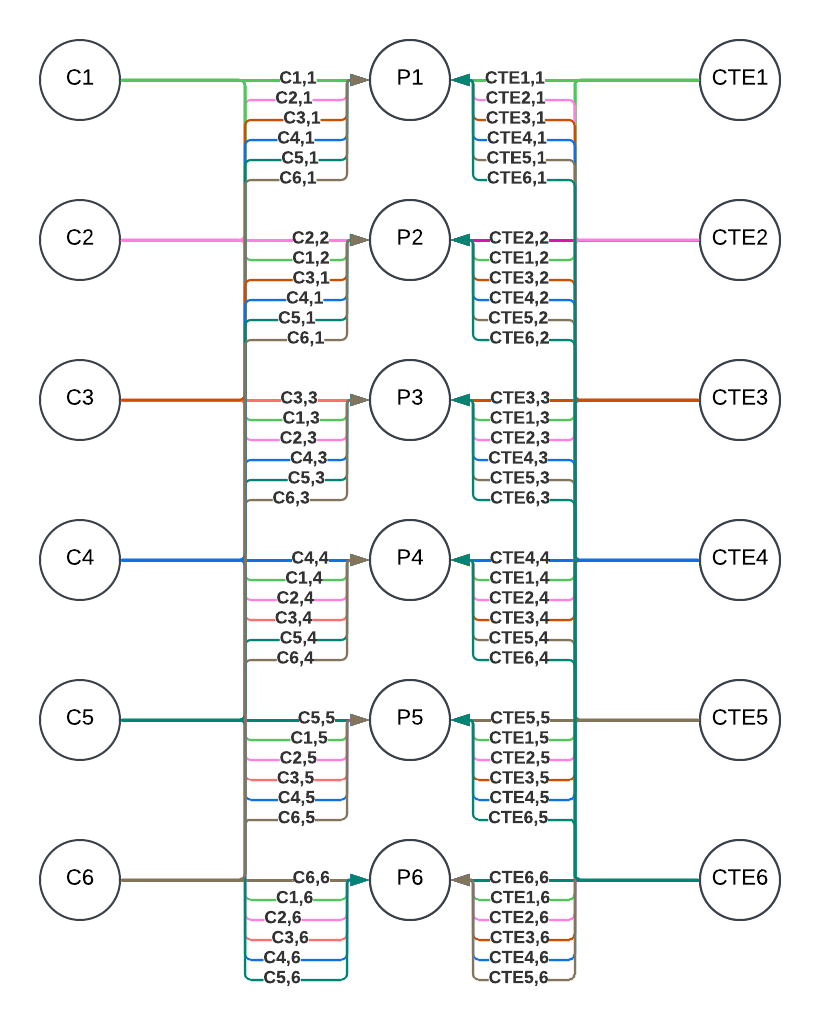 C1 C1,1 P1 CTE1,1 CTE1
C2,1 CTE2,1
C3,1 CTE3,1
C4,1 CTE4,1
C5,1 CTE5,1
C6,1 CTE6,1
C2 C2,2 P2 CTE2,2 CTE2
C1,2 CTE1,2
C3,1 CTE3,2
C4,1 CTE4,2
C5,1 CTE5,2
C6,1 CTE6,2
C3 C3,3 P3 CTE3,3 CTE3
C1,3 CTE1,3
C2,3 CTE2,3
C4,3 CTE4,3
C5,3 CTE5,3
C6,3 CTE6,3
C4 C4,4 P4 CTE4,4 CTE4
C1,4 CTE1,4
C2,4 CTE2,4
C3,4 CTE3,4
C5,4 CTE5,4
C6,4 CTE6,4
C5 C5,5 P5 CTE5,5 CTE5
C1,5 CTE1,5
C2,5 CTE2,5
C3,5 CTE3,5
C4,5 CTE4,5
C6,5 CTE6,5
C6 C6,6 P6 CTE6,6 CTE6
C1,6 CTE1,6
C2,6 CTE2,6
C3,6 CTE3,6
C4,6 CTE4,6
C5,6 CTE5,6